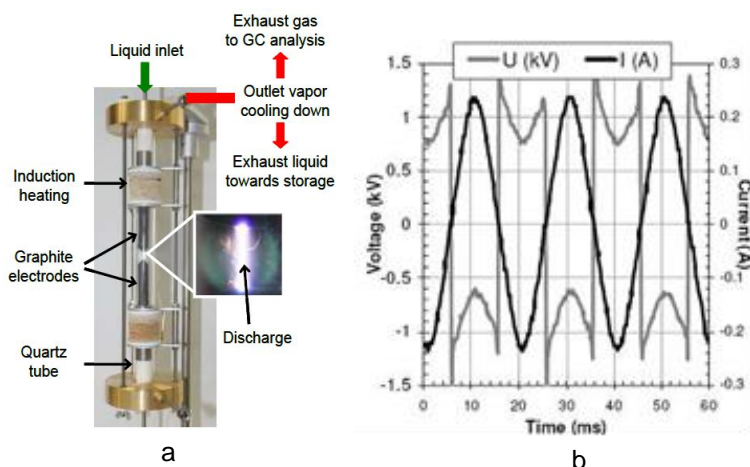 Exhaust gas
to GC analysis
Liquid inlet
Outlet vapor
cooling down
Exhaust liquid
towards storage
Induction
heating
Graphite
electrodes
Discharge
Quartz
tube
a
U (kV) I (A)
1.5
1
0.5
0
-0.5
-1
-1.5
Voltage (kV)
0.3
0.2
0.1
0
-0.1
-0.2
-0.3
Current (A)
0 10 20 30 40 50 60
Time (ms)
b